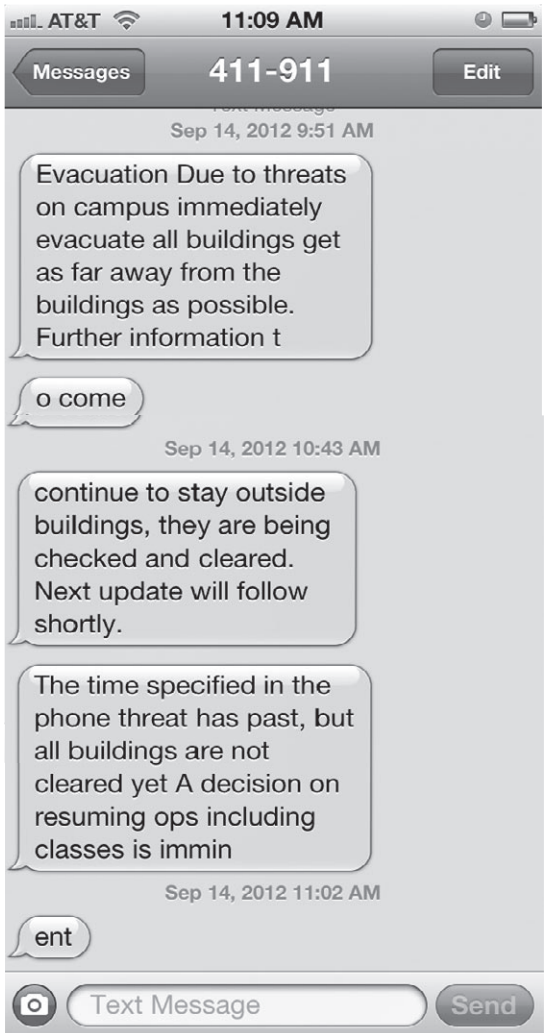 AT&T 11:09 AM
Messages 411-911 Edit
Text Message
Sep 14, 2012 9:51 AM
Evacuation Due to threats
on campus immediately
evacuate all buildings get
as far away from the
buildings as possible.
Further information t
o come
Sep 14, 2012 10:43 AM
continue to stay outside
buildings, they are being
checked and cleared.
Next update will follow
shortly.
The time specified in the
phone threat has past, but
all buildings are not
cleared yet A decision on
resuming ops including
classes is immin
Sep 14, 2012 11:02 AM
ent
Text Message Send